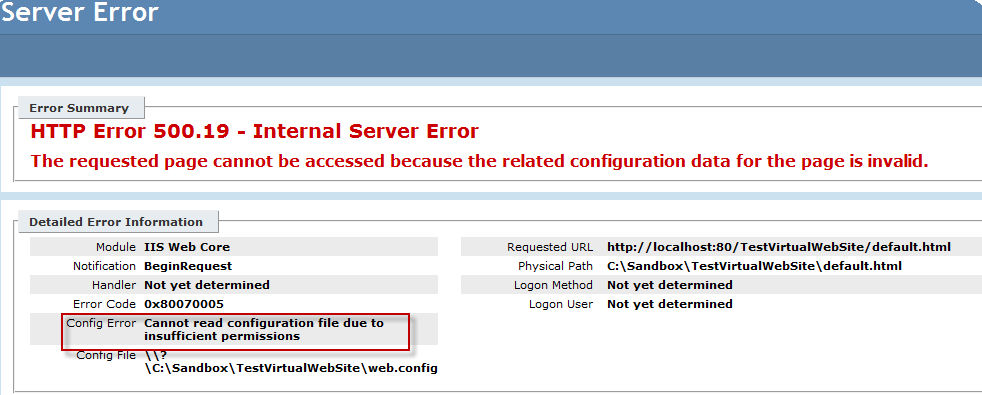 Server Error
Error Summary
HTTP Error 500.19 - Internal Server Error
The requested page cannot be accessed because the related configuration data for the page is invalid.
Detailed Error Information
Module IIS Web Core
Notification BeginRequest
Handler Not yet determined
Error Code 0x80070005
Config Error Cannot read configuration file due to
insufficient permissions
Config File \\?
\C:\Sandbox\TestVirtualWebSite\web.config
Requested URL http://localhost:80/TestVirtualWebSite/default.html
Physical Path C:\Sandbox\TestVirtualWebSite\default.html
Logon Method Not yet determined
Logon User Not yet determined